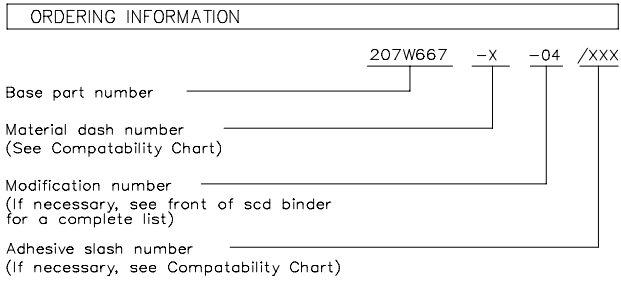 ORDERING INFORMATION
207W667 -X -04 /XXX
Base part number
Material dash number
(See Compatability Chart)
Modification number
(If necessary, see front of scd binder
for a complete list)
Adhesive slash number
(If necessary, see Compatability Chart)